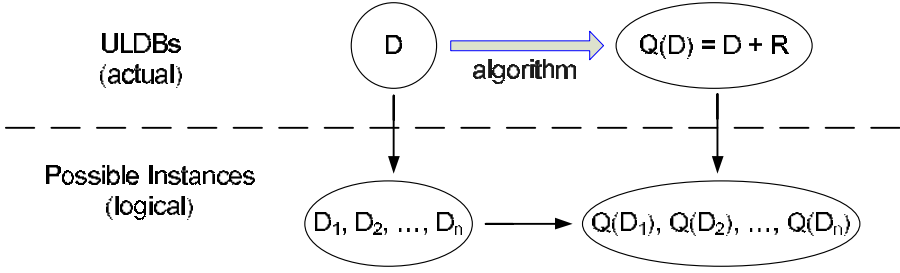 ULDBs
(actual)
D
algorithm
Q(D) = D + R
Possible Instances
(logical)
D₁, D₂, ..., Dₙ
Q(D₁), Q(D₂), ..., Q(Dₙ)